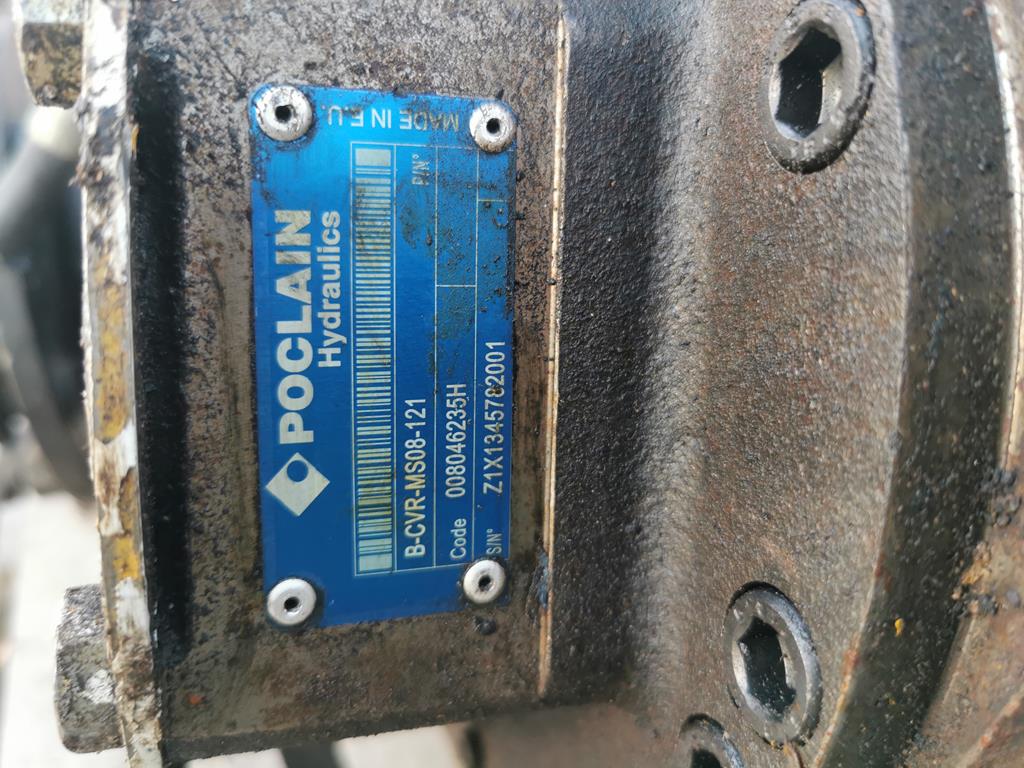 POCLAIN
Hydraulics
B-CVR-MS08-121
Code 008046235H
P/N°
S/N° Z1X1345782001
MADE IN E.U.